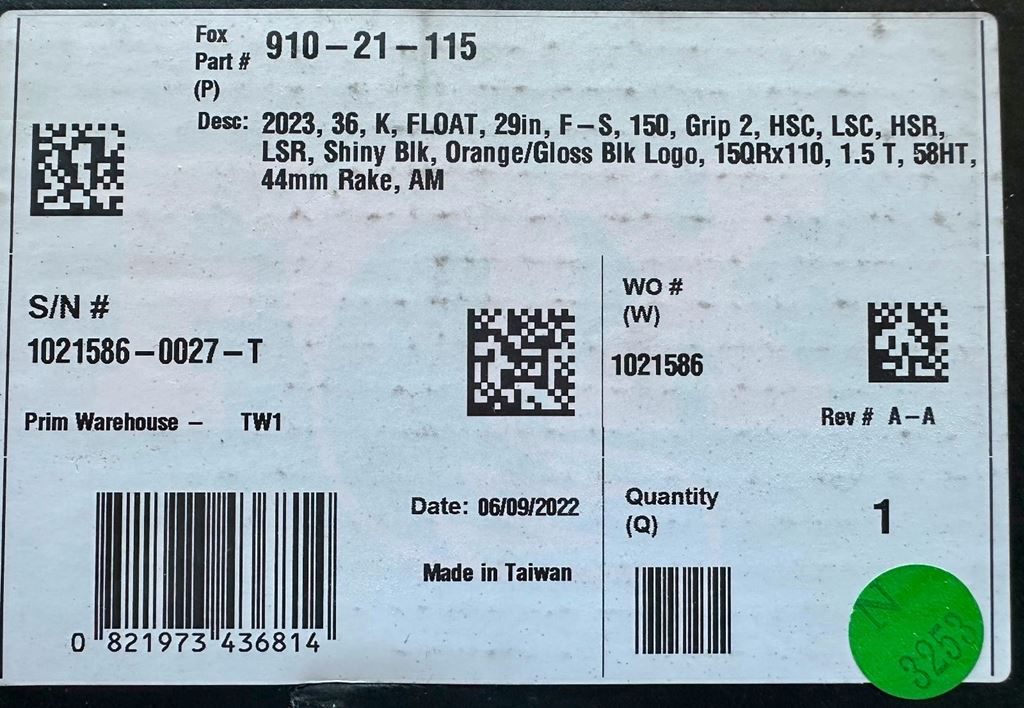 Fox
Part # 910-21-115
(P)
Desc: 2023, 36, K, FLOAT, 29in, F-S, 150, Grip 2, HSC, LSC, HSR,
LSR, Shiny Blk, Orange/Gloss Blk Logo, 15QRx110, 1.5 T, 58HT,
44mm Rake, AM
S/N #
1021586-0027-T
Prim Warehouse - TW1
WO #
(W)
1021586
Rev # A-A
Date: 06/09/2022
Made in Taiwan
Quantity
(Q)
1
0 821973 436814
N
3253